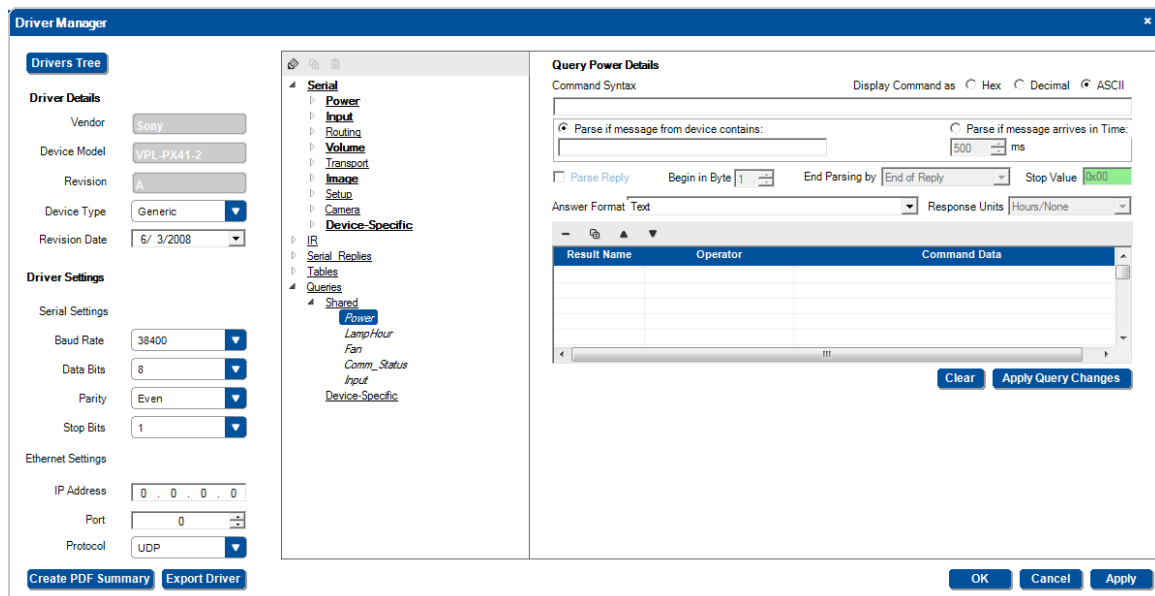 Driver Manager ×
Drivers Tree
Driver Details
Vendor Sony
Device Model VPL-PX41-2
Revision A
Device Type Generic
Revision Date 6/ 3/2008
Driver Settings
Serial Settings
Baud Rate 38400
Data Bits 8
Parity Even
Stop Bits 1
Ethernet Settings
IP Address 0 . 0 . 0 . 0
Port 0
Protocol UDP
Create PDF Summary Export Driver
Serial
Power
Input
Routing
Volume
Transport
Image
Setup
Camera
Device-Specific
IR
Serial_Replies
Tables
Queries
Shared
Power
LampHour
Fan
Comm_Status
Input
Device-Specific
Query Power Details
Command Syntax Display Command as Hex Decimal ASCII
Parse if message from device contains: Parse if message arrives in Time:
500 ms
Parse Reply Begin in Byte 1 End Parsing by End of Reply Stop Value 0x00
Answer Format Text Response Units Hours/None
Result Name Operator Command Data
Clear Apply Query Changes
OK Cancel Apply